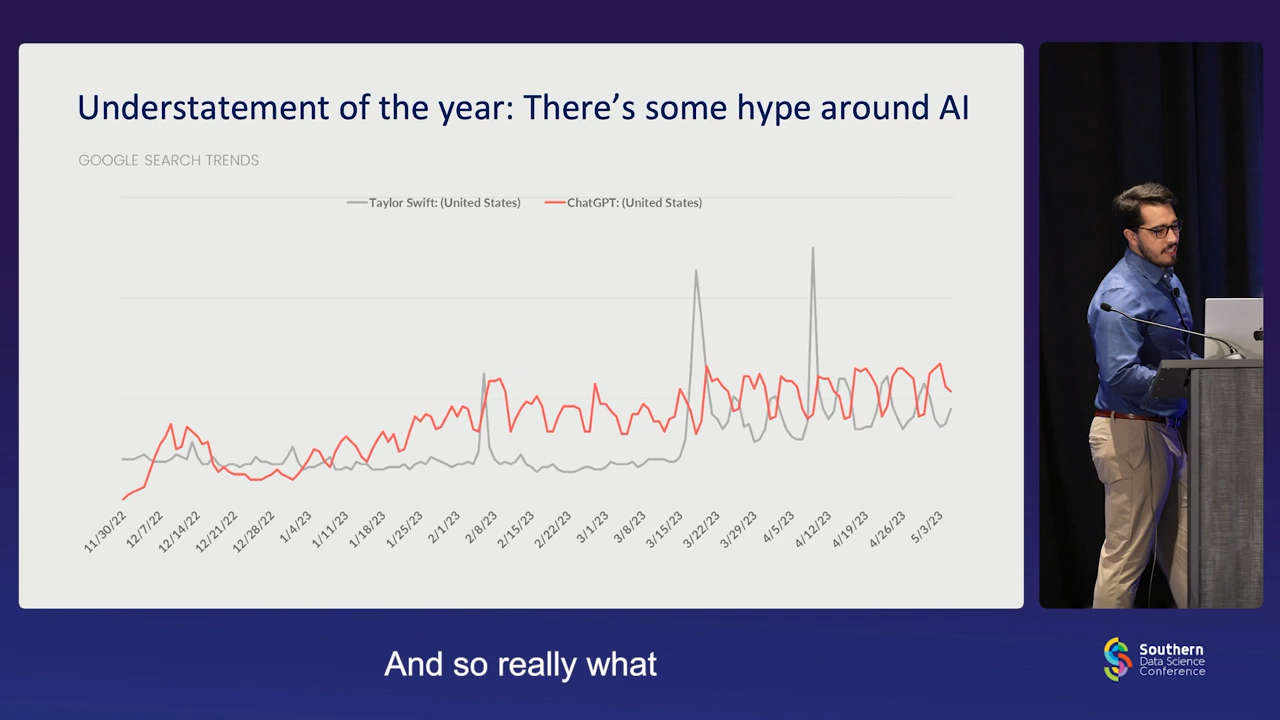 Understatement of the year: There's some hype around AI
GOOGLE SEARCH TRENDS
Taylor Swift: (United States) ChatGPT: (United States)
11/30/22 12/7/22 12/14/22 12/21/22 12/28/22 1/4/23 1/11/23 1/18/23 1/25/23 2/1/23 2/8/23 2/15/23 2/22/23 3/1/23 3/8/23 3/15/23 3/22/23 3/29/23 4/5/23 4/12/23 4/19/23 4/26/23 5/3/23
And so really what
Southern
Data Science
Conference